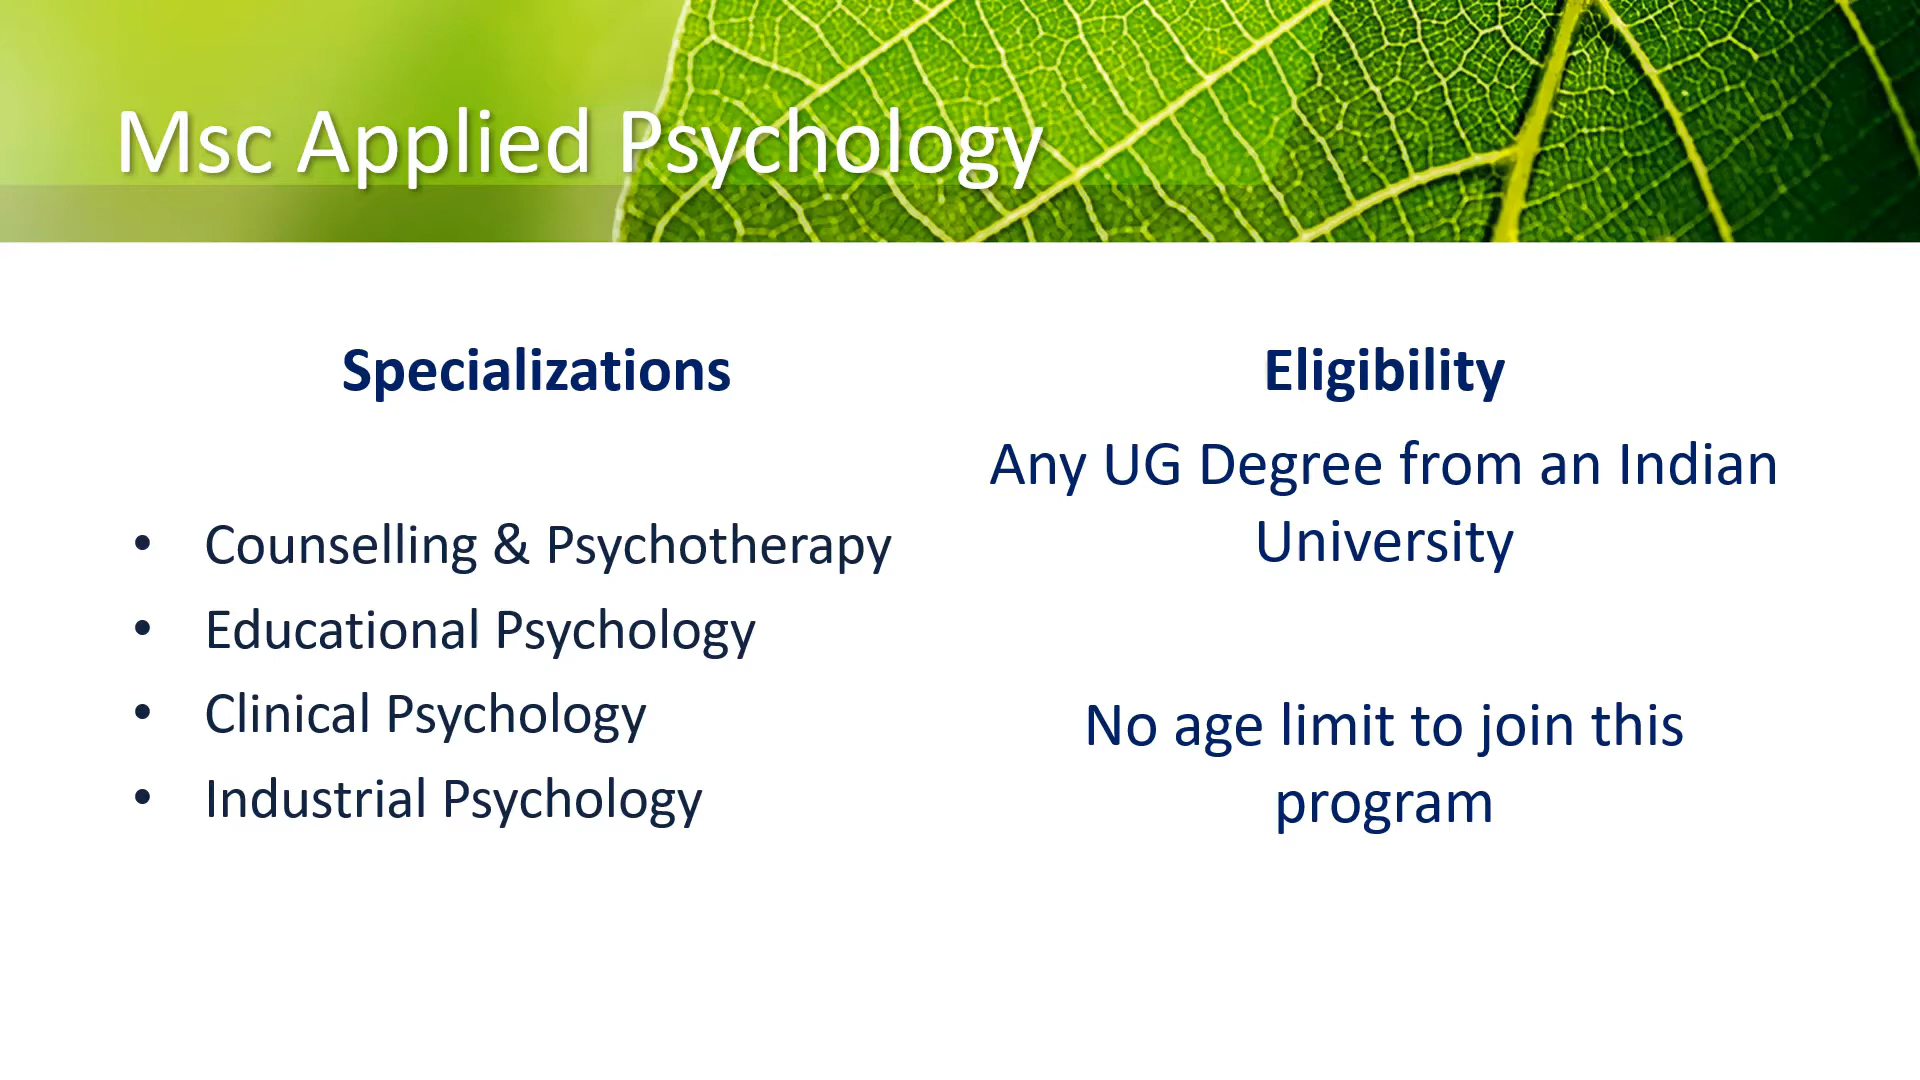 Msc Applied Psychology
Specializations
• Counselling & Psychotherapy
• Educational Psychology
• Clinical Psychology
• Industrial Psychology
Eligibility
Any UG Degree from an Indian
University
No age limit to join this
program